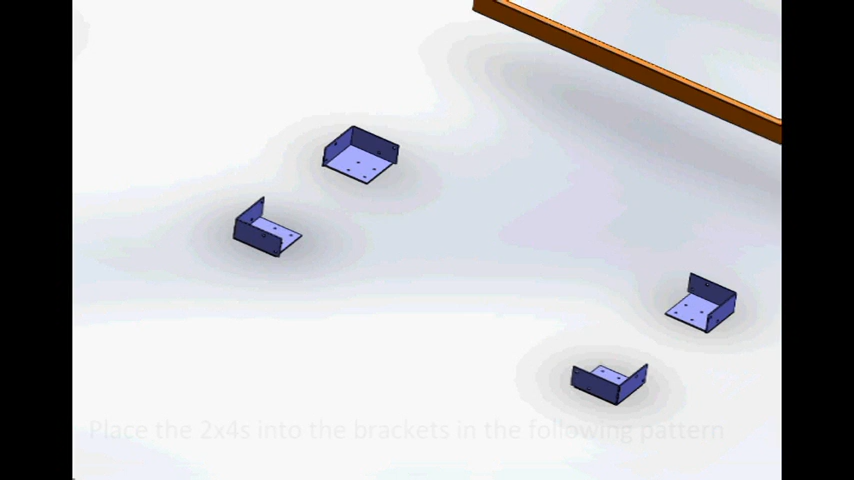 Place the 2x4s into the brackets in the following pattern